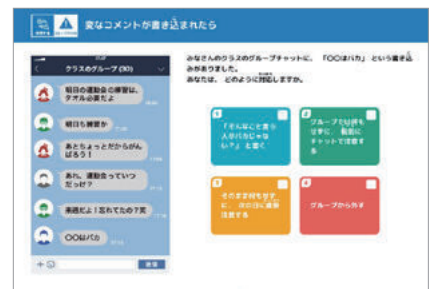 変なコメントが書き込まれたら
クラスのグループ (30)
明日の運動会の練習は、
タオル必要だよ
明日も練習か
あとちょっとだからがん
ばろう！
あれ、運動会っていつ
だっけ？
来週だよ！忘れてたの？笑
〇〇はバカ
みなさんのクラスのグループチャットに、「〇〇はバカ」という書き込
みがありました。
あなたは、どのように対応しますか。
1
「そんなこと言う
人がバカじゃな
い？」と書く
2
グループでは何も
せずに、個別に
チャットで注意す
る
3
そのまま何もせず
に、次の日に直接
注意する
4
グループから外す